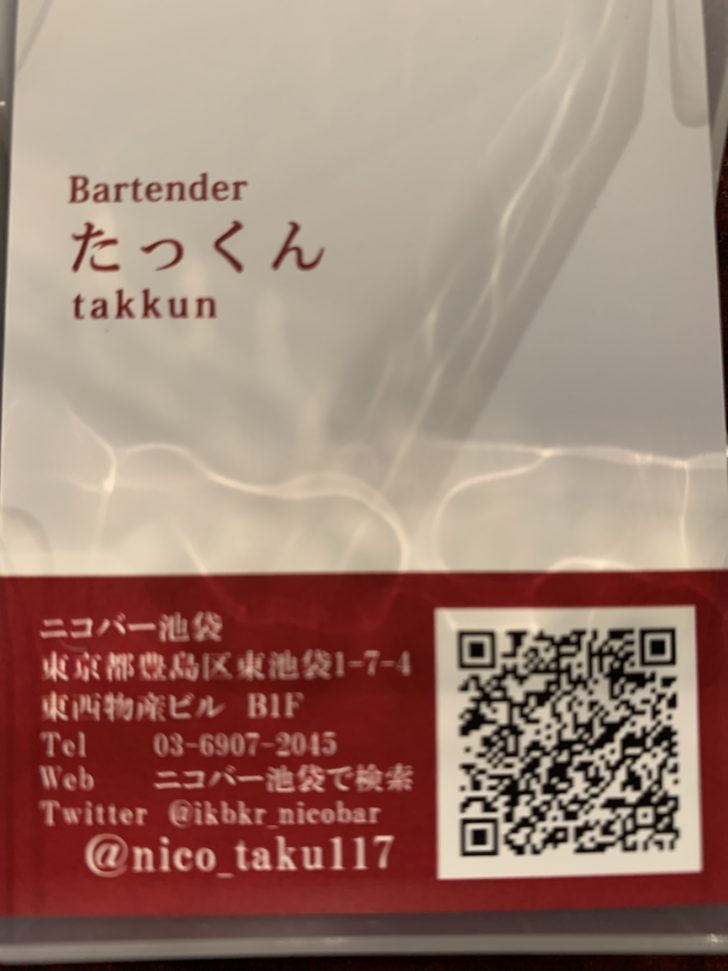 Bartender
たっくん
takkun
ニコバー池袋
東京都豊島区東池袋1-7-4
東西物産ビル B1F
Tel 03-6907-2045
Web ニコバー池袋で検索
Twitter @ikbkr_nicobar
@nico_taku117